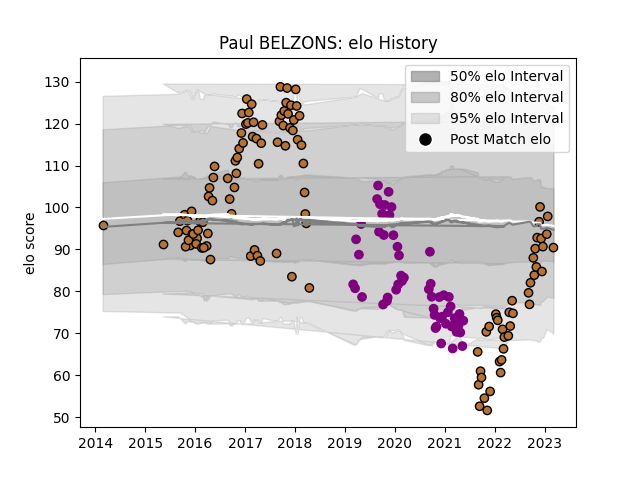 Paul BELZONS: elo History
50% elo Interval
80% elo Interval
95% elo Interval
Post Match elo
elo score
130
120
110
100
90
80
70
60
50
2014 2015 2016 2017 2018 2019 2020 2021 2022 2023